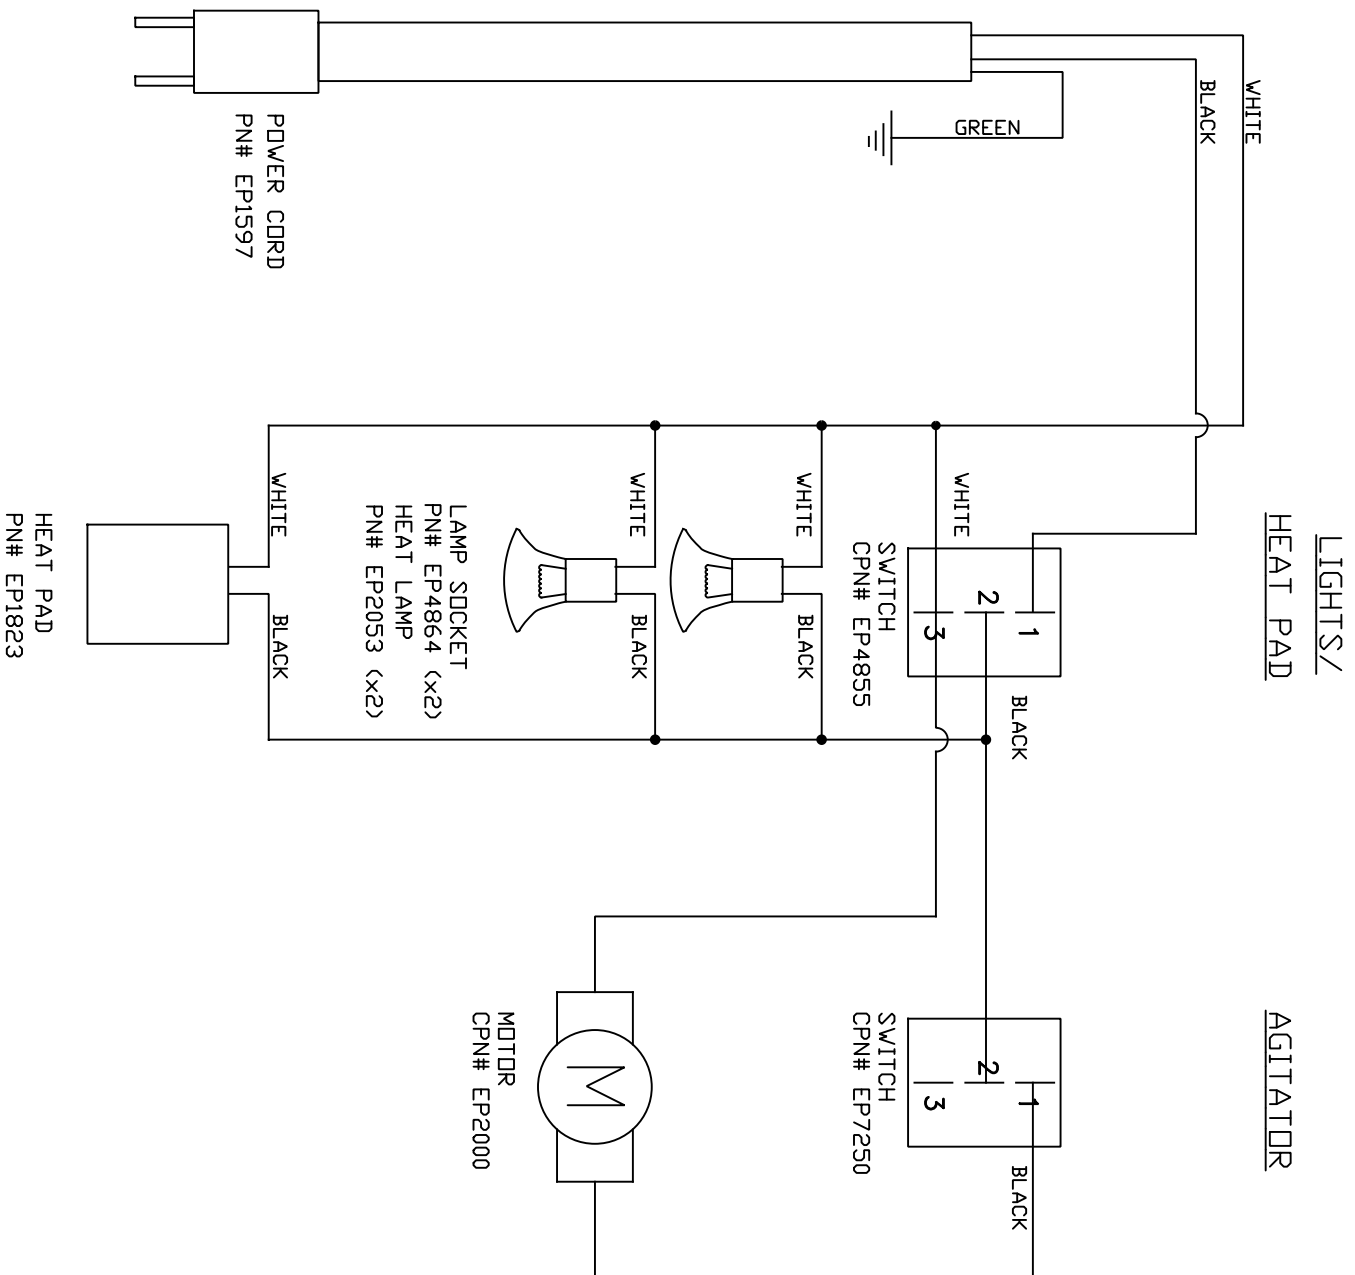 LIGHTS/
HEAT PAD
AGITATOR
WHITE
BLACK
GREEN
POWER CORD
PN# EP1597
WHITE
SWITCH
CPN# EP4855
1
2
3
BLACK
SWITCH
CPN# EP7250
1
2
3
BLACK
WHITE
BLACK
WHITE
BLACK
LAMP SOCKET
PN# EP4864 (x2)
HEAT LAMP
PN# EP2053 (x2)
MOTOR
CPN# EP2000
M
WHITE
BLACK
HEAT PAD
PN# EP1823